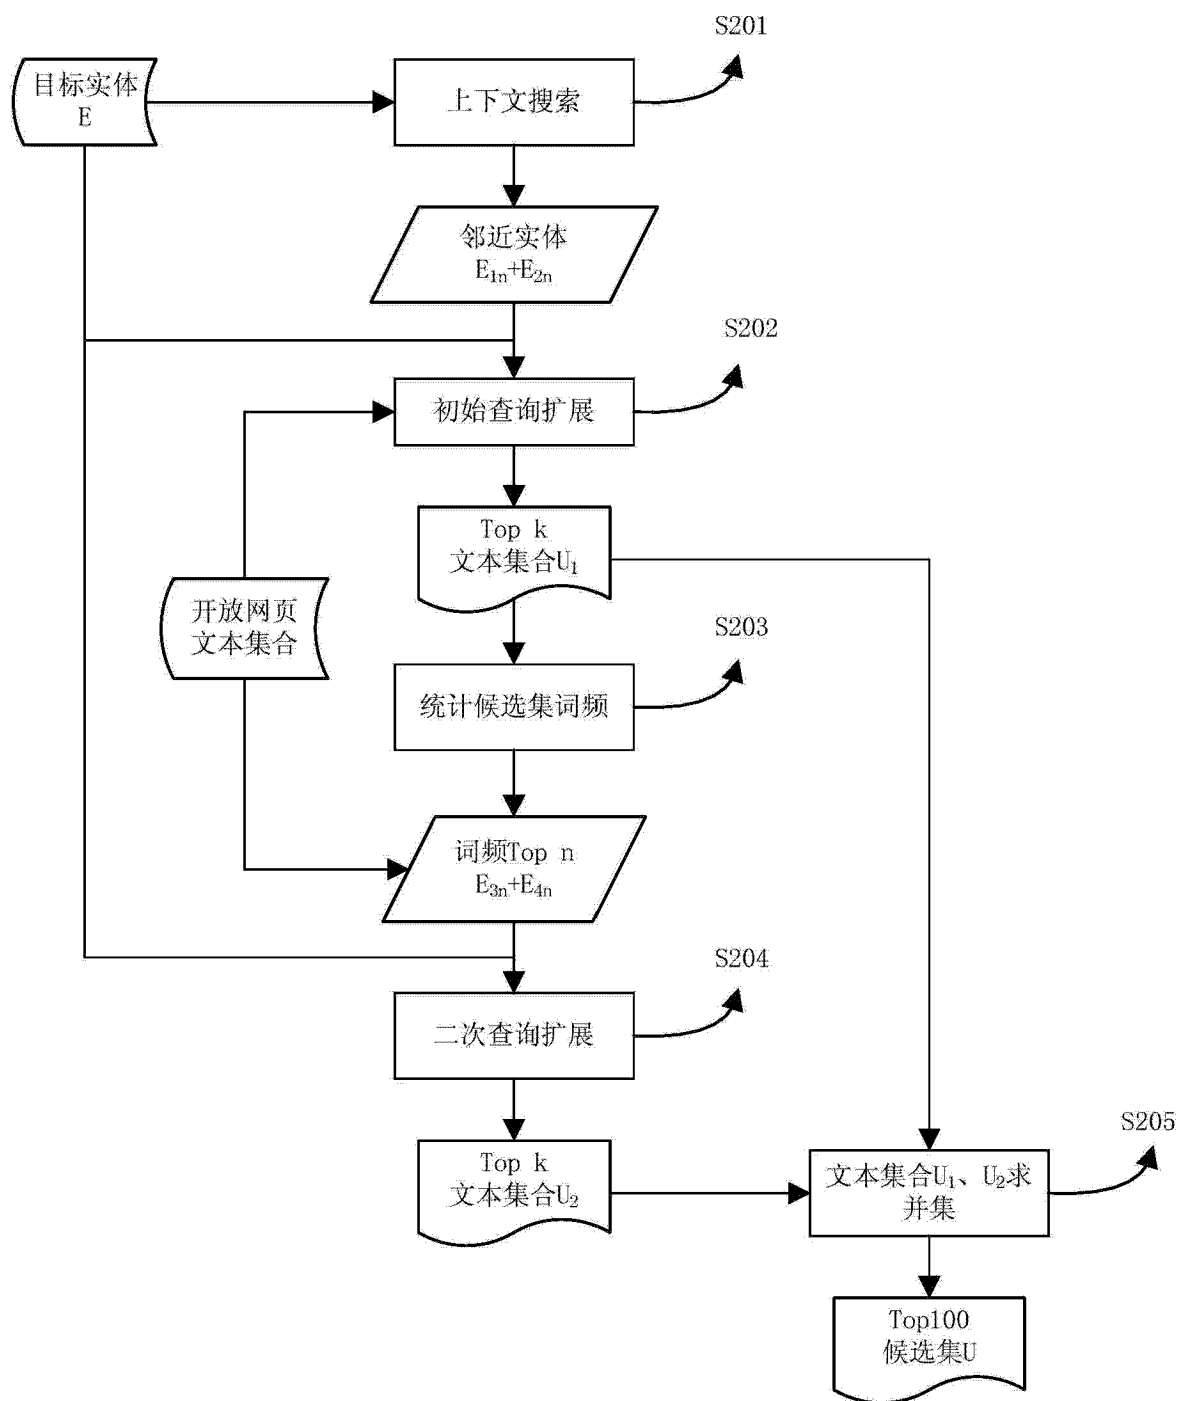 S201
目标实体
E
上下文搜索
邻近实体
E₁ₙ+E₂ₙ
S202
初始查询扩展
Top k
文本集合U₁
开放网页
文本集合
S203
统计候选集词频
词频Top n
E₃ₙ+E₄ₙ
S204
二次查询扩展
Top k
文本集合U₂
S205
文本集合U₁、U₂求
并集
Top100
候选集U